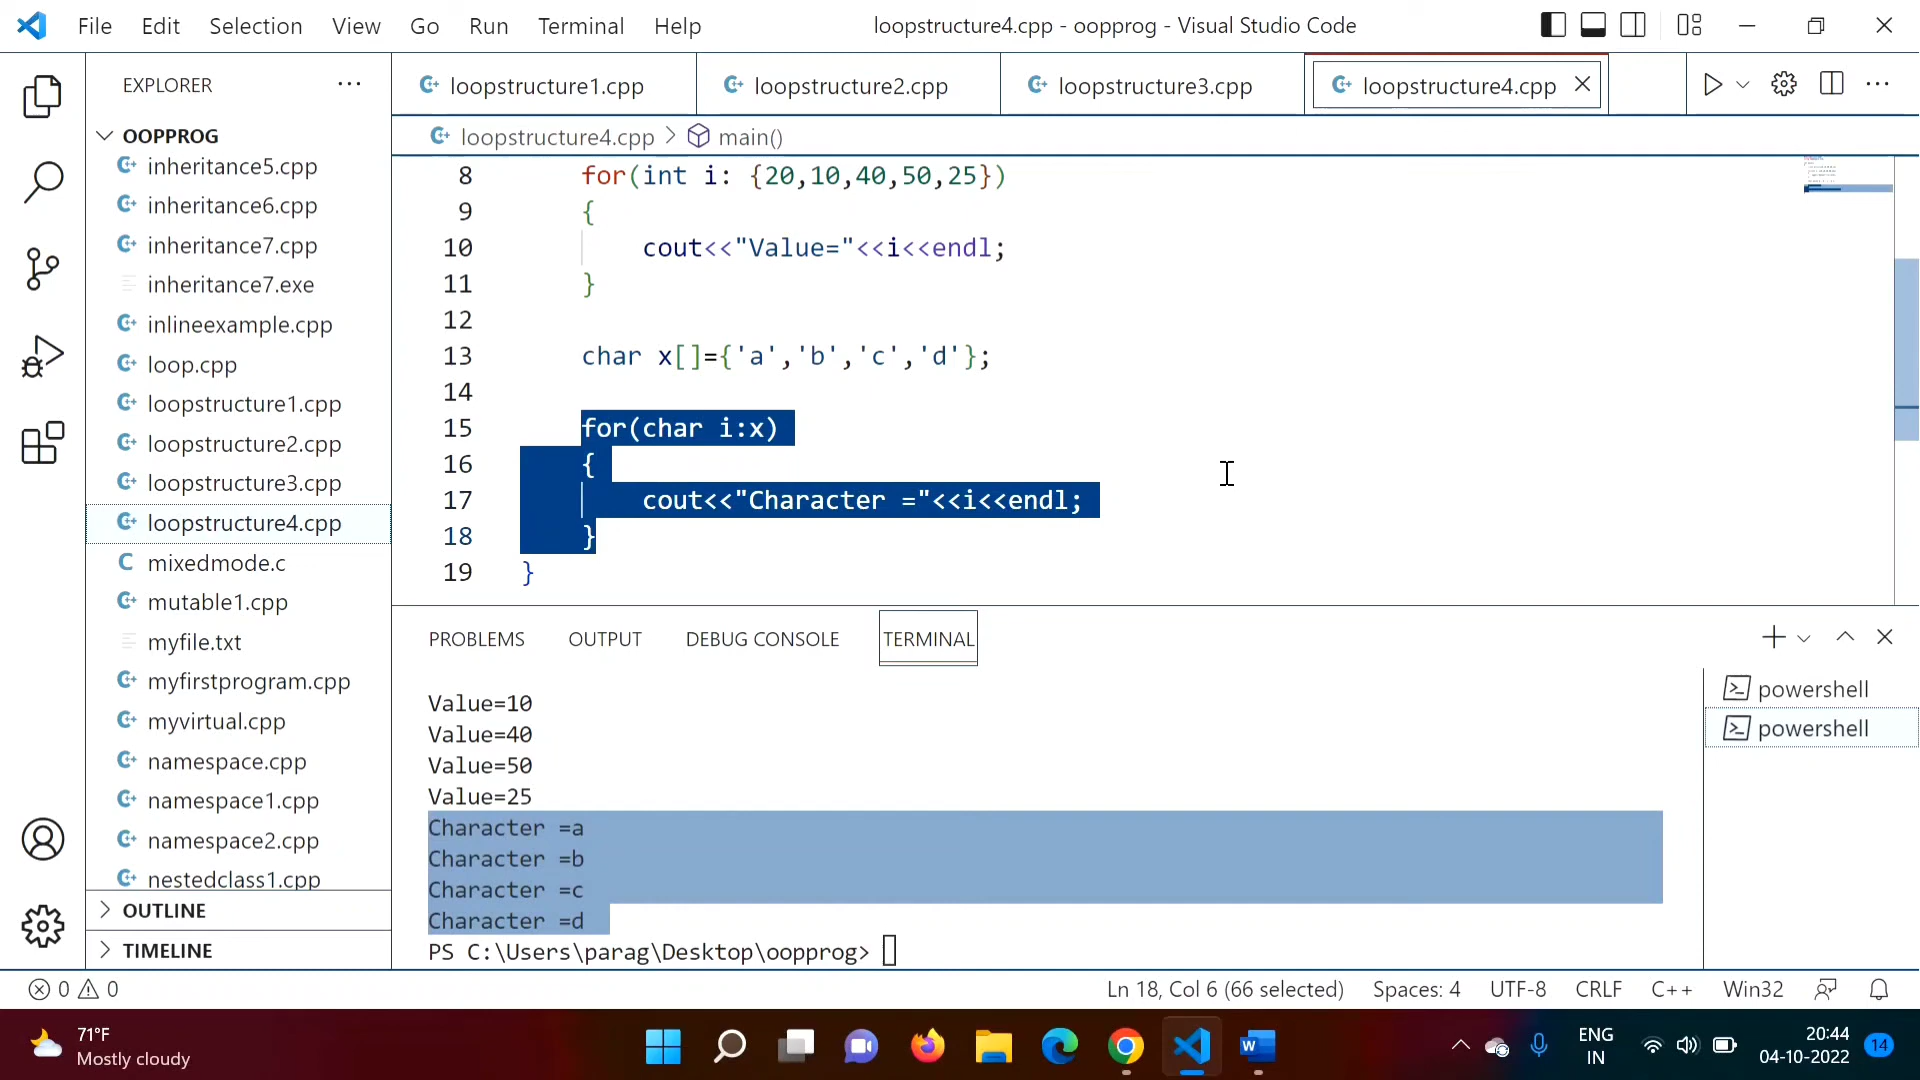 File Edit Selection View Go Run Terminal Help
loopstructure4.cpp - oopprog - Visual Studio Code
EXPLORER
OOPPROG
inheritance5.cpp
inheritance6.cpp
inheritance7.cpp
inheritance7.exe
inlineexample.cpp
loop.cpp
loopstructure1.cpp
loopstructure2.cpp
loopstructure3.cpp
loopstructure4.cpp
C mixedmode.c
mutable1.cpp
myfile.txt
myfirstprogram.cpp
myvirtual.cpp
namespace.cpp
namespace1.cpp
namespace2.cpp
nestedclass1.cpp
OUTLINE
TIMELINE
loopstructure1.cpp loopstructure2.cpp loopstructure3.cpp loopstructure4.cpp
loopstructure4.cpp > main()
8 for(int i: {20,10,40,50,25})
9 {
10 cout<<"Value="<<i<<endl;
11 }
12
13 char x[]={'a','b','c','d'};
14
15 for(char i:x)
16 {
17 cout<<"Character ="<<i<<endl;
18 }
19 }
PROBLEMS OUTPUT DEBUG CONSOLE TERMINAL
Value=10
Value=40
Value=50
Value=25
Character =a
Character =b
Character =c
Character =d
PS C:\Users\parag\Desktop\oopprog>
powershell
powershell
0 0
Ln 18, Col 6 (66 selected) Spaces: 4 UTF-8 CRLF C++ Win32
71°F
Mostly cloudy
ENG
IN
20:44
04-10-2022
14